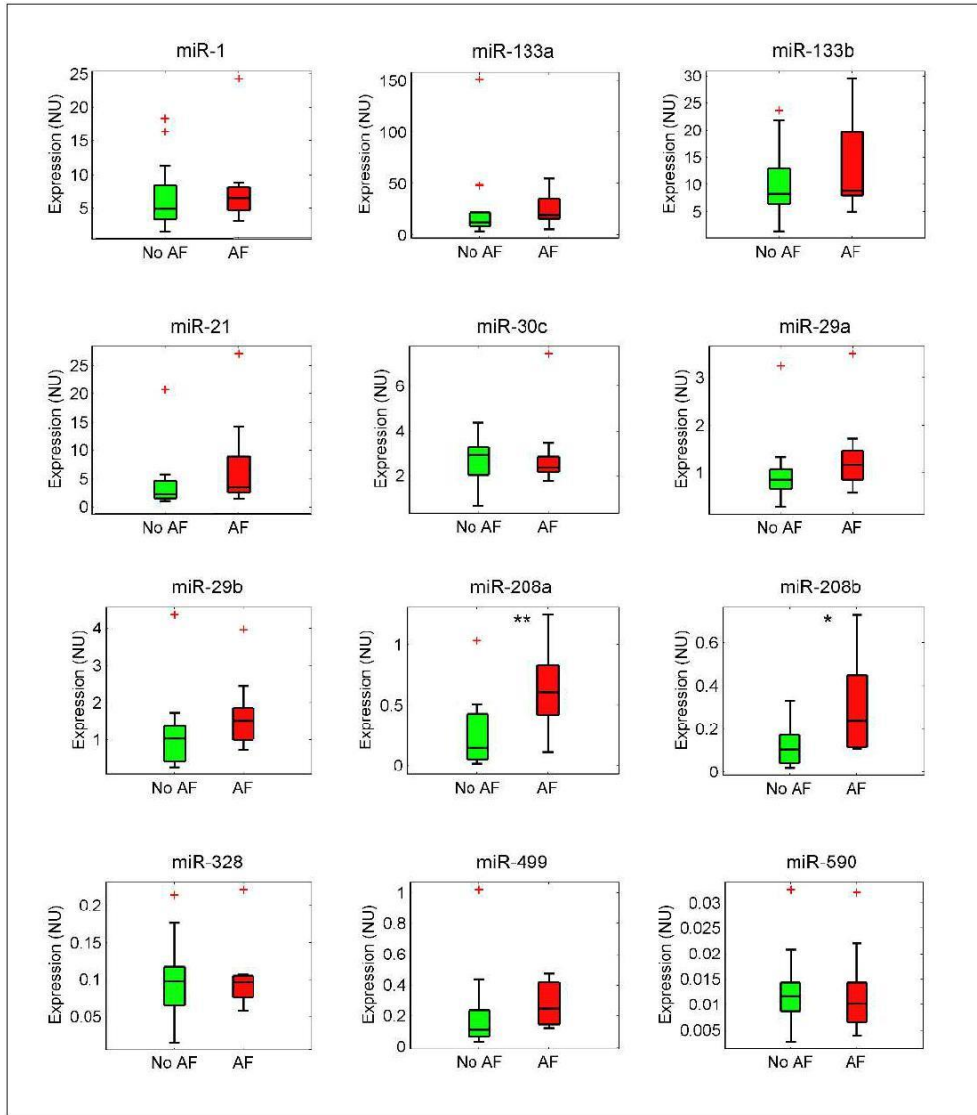 miR-1
miR-133a
miR-133b
Expression (NU)
25
20
15
10
5
No AF AF
Expression (NU)
150
100
50
0
No AF AF
Expression (NU)
30
25
20
15
10
5
No AF AF
miR-21
miR-30c
miR-29a
Expression (NU)
25
20
15
10
5
0
No AF AF
Expression (NU)
6
4
2
No AF AF
Expression (NU)
3
2
1
No AF AF
miR-29b
miR-208a
miR-208b
Expression (NU)
4
3
2
1
No AF AF
Expression (NU)
**
1
0.5
0
No AF AF
Expression (NU)
*
0.6
0.4
0.2
0
No AF AF
miR-328
miR-499
miR-590
Expression (NU)
0.2
0.15
0.1
0.05
No AF AF
Expression (NU)
1
0.8
0.6
0.4
0.2
0
No AF AF
Expression (NU)
0.03
0.025
0.02
0.015
0.01
0.005
No AF AF